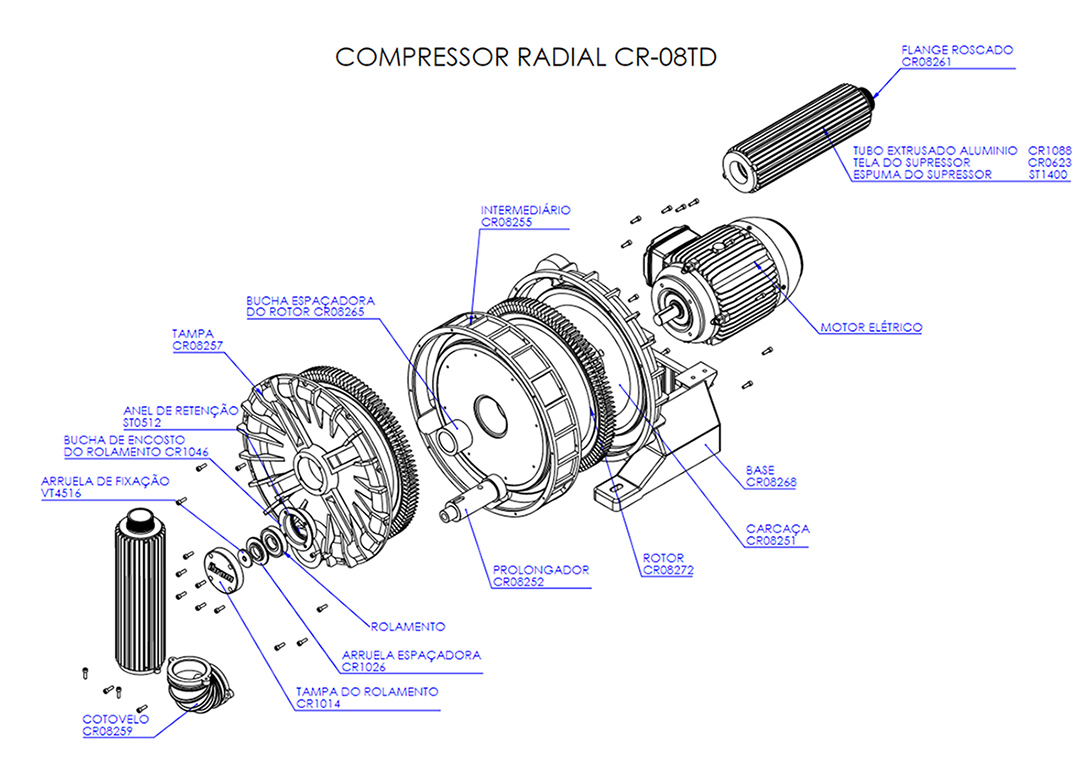 COMPRESSOR RADIAL CR-08TD
FLANGE ROSCADO
CR08261
TUBO EXTRUSADO ALUMINIO CR1088
TELA DO SUPRESSOR CR0623
ESPUMA DO SUPRESSOR ST1400
INTERMEDIÁRIO
CR08255
BUCHA ESPAÇADORA
DO ROTOR CR08265
MOTOR ELÉTRICO
TAMPA
CR08257
ANEL DE RETENÇÃO
ST0512
BUCHA DE ENCOSTO
DO ROLAMENTO CR1046
ARRUELA DE FIXAÇÃO
VT4516
BASE
CR08268
CARCAÇA
CR08251
ROTOR
CR08272
PROLONGADOR
CR08252
ROLAMENTO
ARRUELA ESPAÇADORA
CR1026
TAMPA DO ROLAMENTO
CR1014
COTOVELO
CR08259